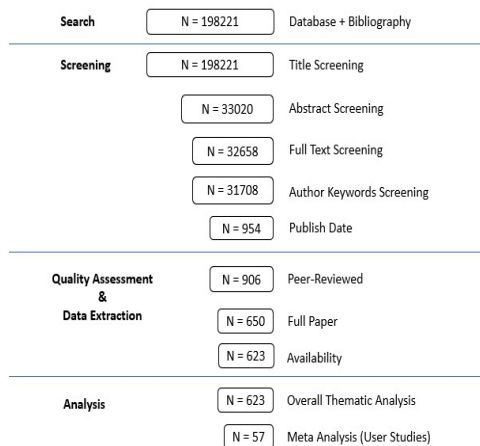 Search N = 198221 Database + Bibliography
Screening N = 198221 Title Screening
N = 33020 Abstract Screening
N = 32658 Full Text Screening
N = 31708 Author Keywords Screening
N = 954 Publish Date
Quality Assessment
&
Data Extraction
N = 906 Peer-Reviewed
N = 650 Full Paper
N = 623 Availability
Analysis N = 623 Overall Thematic Analysis
N = 57 Meta Analysis (User Studies)